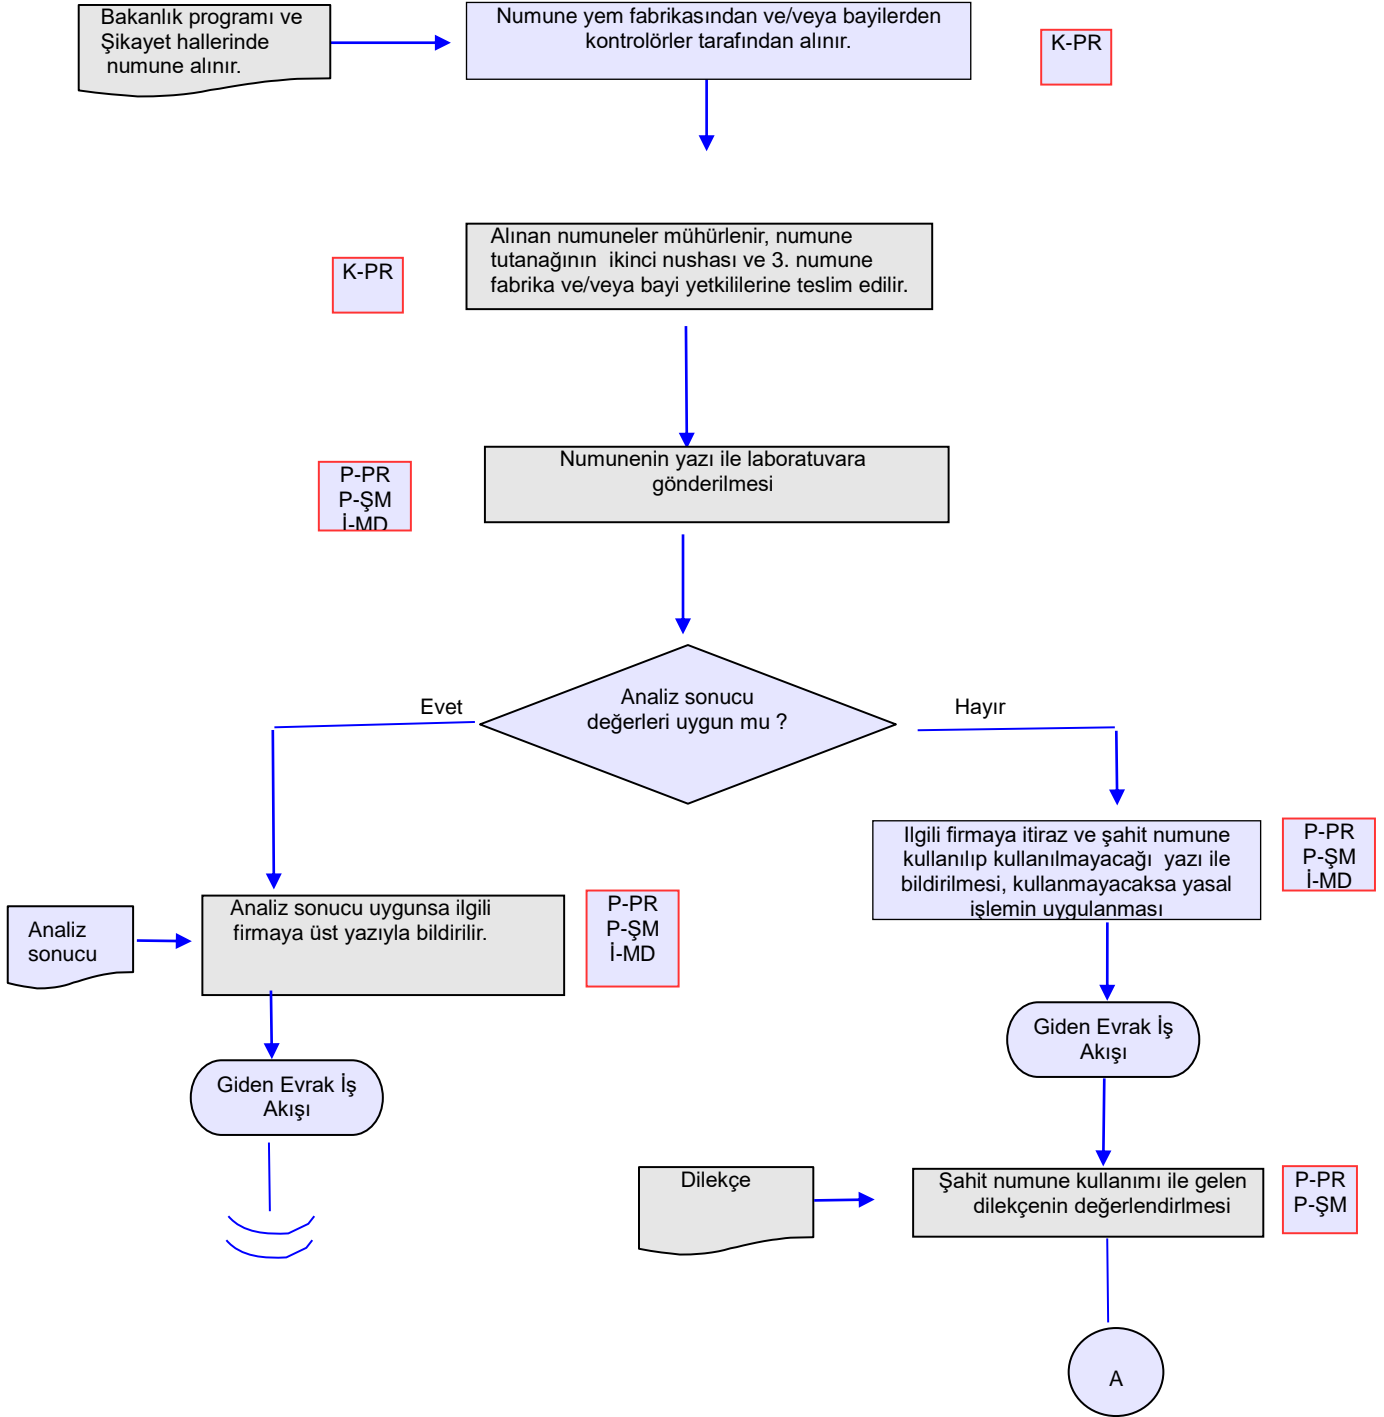 Bakanlık programı ve
Şikayet hallerinde
numune alınır.
Numune yem fabrikasından ve/veya bayilerden
kontrolörler tarafından alınır.
K-PR
Alınan numuneler mühürlenir, numune
tutanağının ikinci nushası ve 3. numune
fabrika ve/veya bayi yetkililerine teslim edilir.
K-PR
Numunenin yazı ile laboratuvara
gönderilmesi
P-PR
P-ŞM
İ-MD
Analiz sonucu
değerleri uygun mu ?
Evet
Hayır
Ilgili firmaya itiraz ve şahit numune
kullanılıp kullanılmayacağı yazı ile
bildirilmesi, kullanmayacaksa yasal
işlemin uygulanması
P-PR
P-ŞM
İ-MD
Analiz
sonucu
Analiz sonucu uygunsa ilgili
firmaya üst yazıyla bildirilir.
P-PR
P-ŞM
İ-MD
Giden Evrak İş
Akışı
Giden Evrak İş
Akışı
Dilekçe
Şahit numune kullanımı ile gelen
dilekçenin değerlendirlmesi
P-PR
P-ŞM
A